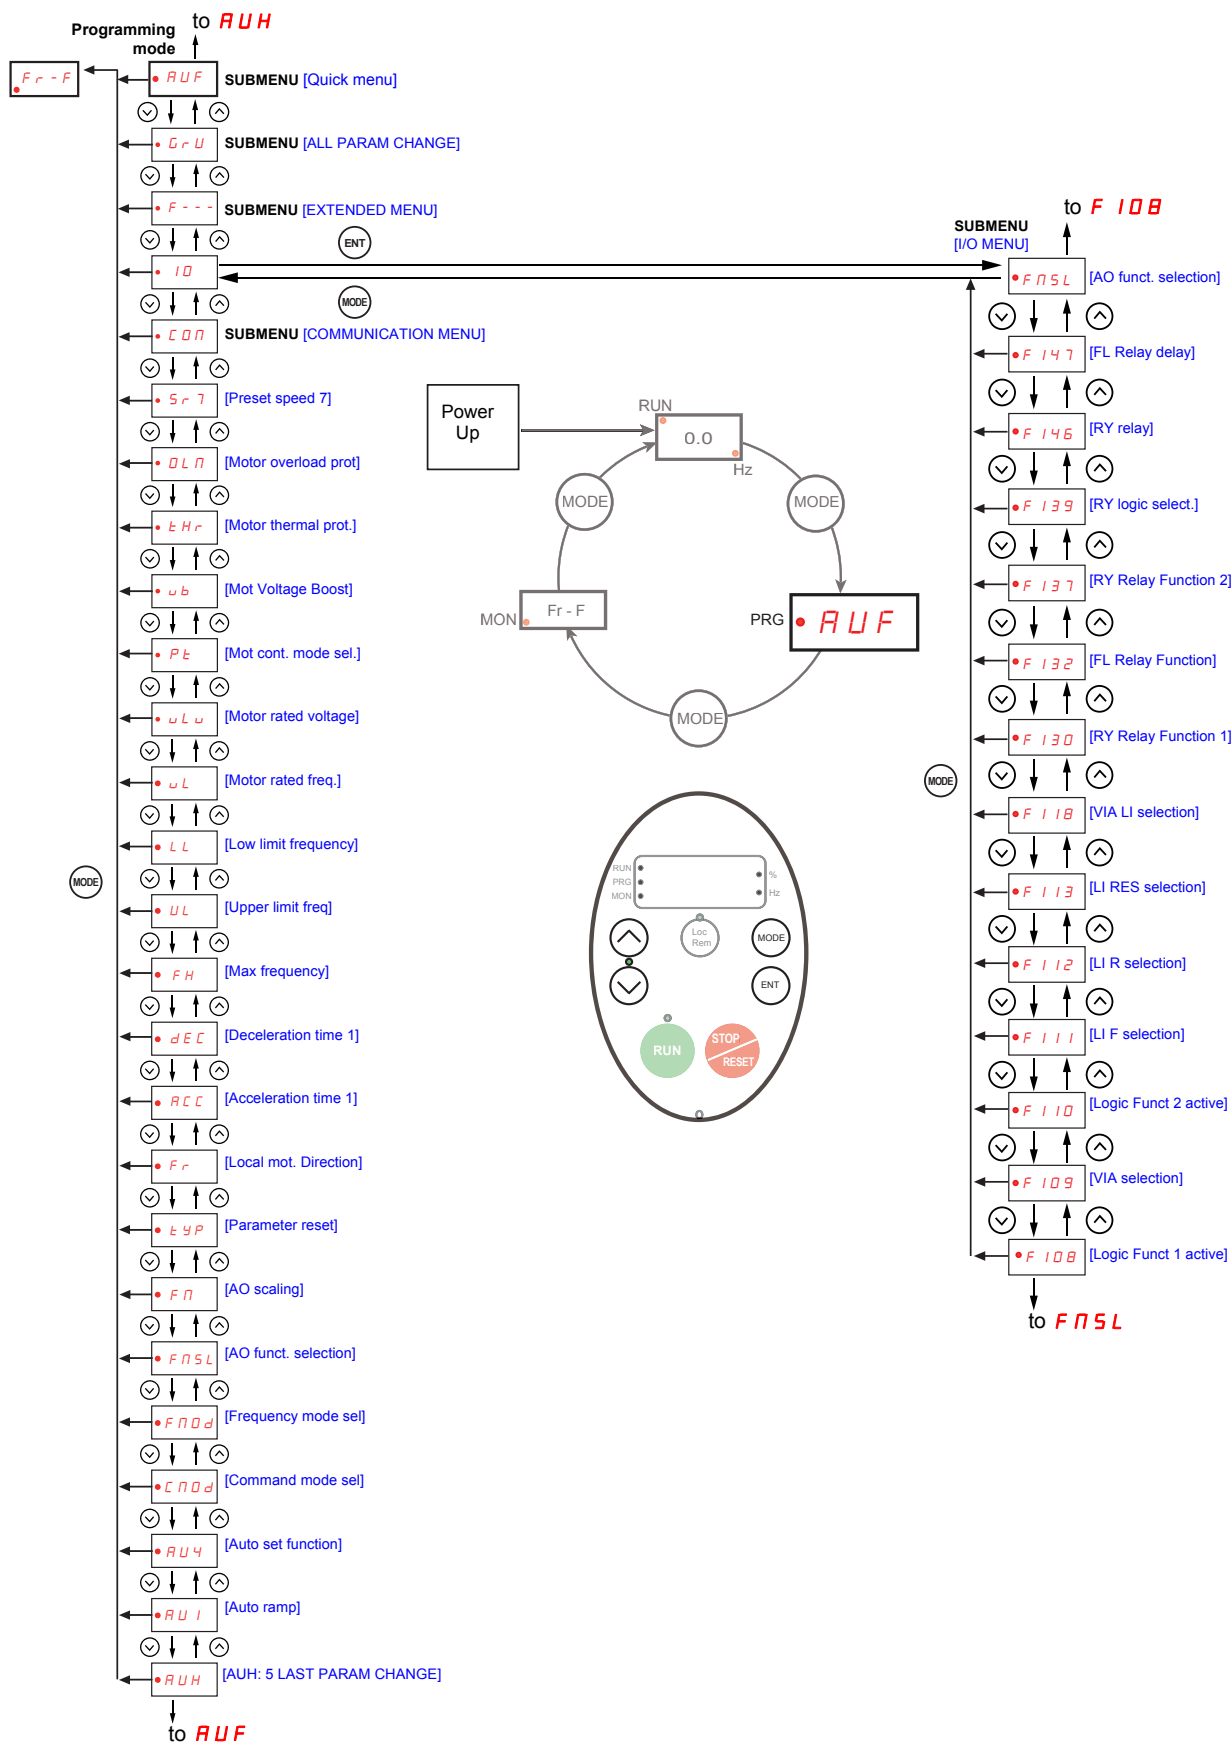 to AUH
Programming
mode
Fr-F
AUF
SUBMENU [Quick menu]
GrU
SUBMENU [ALL PARAM CHANGE]
F---
SUBMENU [EXTENDED MENU]
ENT
IO
MODE
CON
SUBMENU [COMMUNICATION MENU]
Sr7
[Preset speed 7]
OLN
[Motor overload prot]
tHr
[Motor thermal prot.]
ub
[Mot Voltage Boost]
Pt
[Mot cont. mode sel.]
uLu
[Motor rated voltage]
uL
[Motor rated freq.]
LL
[Low limit frequency]
MODE
UL
[Upper limit freq]
FH
[Max frequency]
dEC
[Deceleration time 1]
ACC
[Acceleration time 1]
Fr
[Local mot. Direction]
tYP
[Parameter reset]
FM
[AO scaling]
FMSL
[AO funct. selection]
FMOd
[Frequency mode sel]
CMOd
[Command mode sel]
AU4
[Auto set function]
AU1
[Auto ramp]
AUH
[AUH: 5 LAST PARAM CHANGE]
to AUF
Power
Up
RUN
0.0
Hz
MODE
MODE
MON
Fr - F
PRG
AUF
MODE
RUN
PRG
MON
%
Hz
Loc
Rem
MODE
ENT
RUN
STOP
RESET
to F108
SUBMENU
[I/O MENU]
FMSL
[AO funct. selection]
F147
[FL Relay delay]
F146
[RY relay]
F139
[RY logic select.]
F137
[RY Relay Function 2]
F132
[FL Relay Function]
F130
[RY Relay Function 1]
MODE
F118
[VIA LI selection]
F113
[LI RES selection]
F112
[LI R selection]
F111
[LI F selection]
F110
[Logic Funct 2 active]
F109
[VIA selection]
F108
[Logic Funct 1 active]
to FMSL